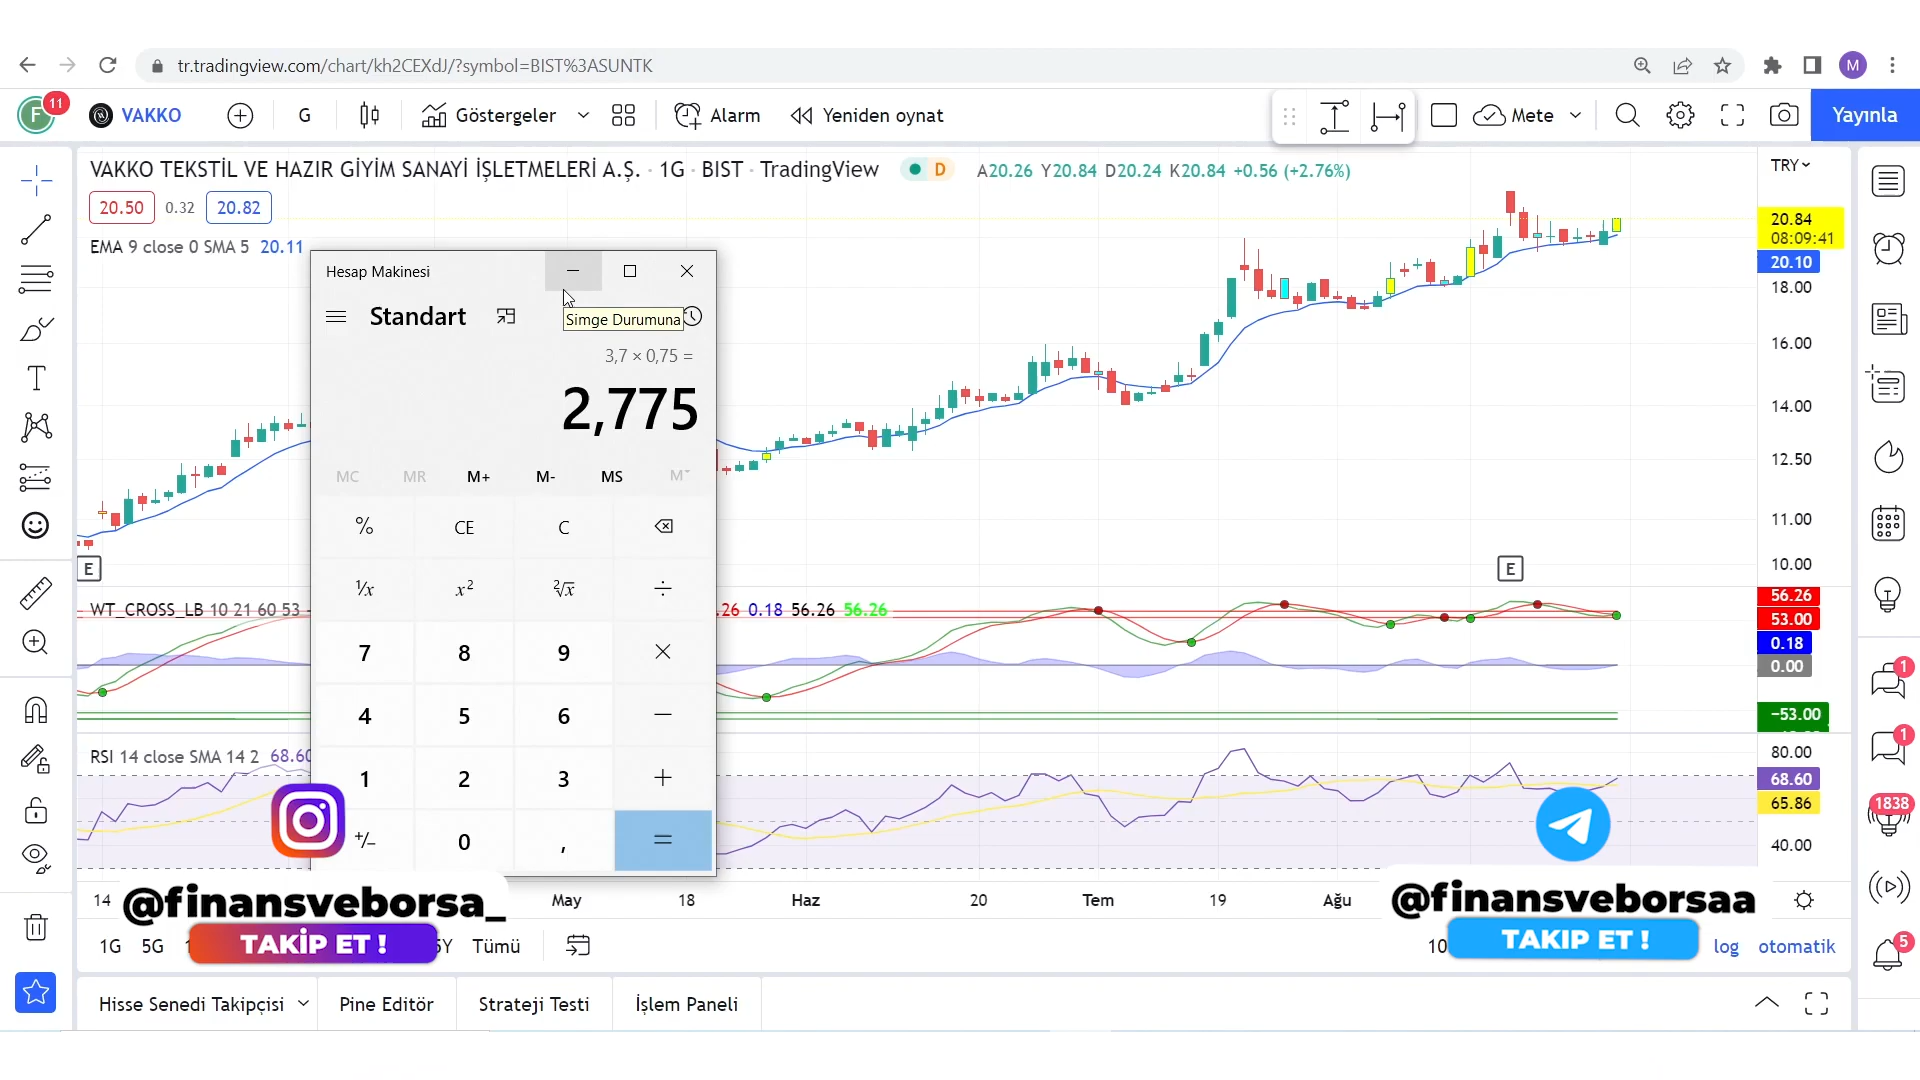 tr.tradingview.com/chart/kh2CEXdJ/?symbol=BIST%3ASUNTK
M
F 11
VAKKO
G
Göstergeler
Alarm
Yeniden oynat
Mete
Yayınla
VAKKO TEKSTİL VE HAZIR GİYİM SANAYİ İŞLETMELERİ A.Ş. · 1G · BIST · TradingView
D
A20.26 Y20.84 D20.24 K20.84 +0.56 (+2.76%)
TRY
20.50 0.32 20.82
EMA 9 close 0 SMA 5 20.11
20.84
08:09:41
20.10
18.00
16.00
14.00
12.50
11.00
10.00
Hesap Makinesi
Standart
Simge Durumuna
3,7 × 0,75 =
2,775
MC MR M+ M- MS M
% CE C
¹/x x² ²√x ÷
7 8 9 ×
4 5 6 −
1 2 3 +
+/− 0 , =
E
E
WT_CROSS_LB 10 21 60 53
.26 0.18 56.26 56.26
56.26
53.00
0.18
0.00
−53.00
RSI 14 close SMA 14 2 68.60
80.00
68.60
65.86
40.00
14 May 18 Haz 20 Tem 19 Ağu
@finansveborsa_
TAKİP ET !
@finansveborsaa
TAKIP ET !
1G 5G 5Y Tümü
10
log otomatik
Hisse Senedi Takipçisi
Pine Editör
Strateji Testi
İşlem Paneli
1
1
1838
5